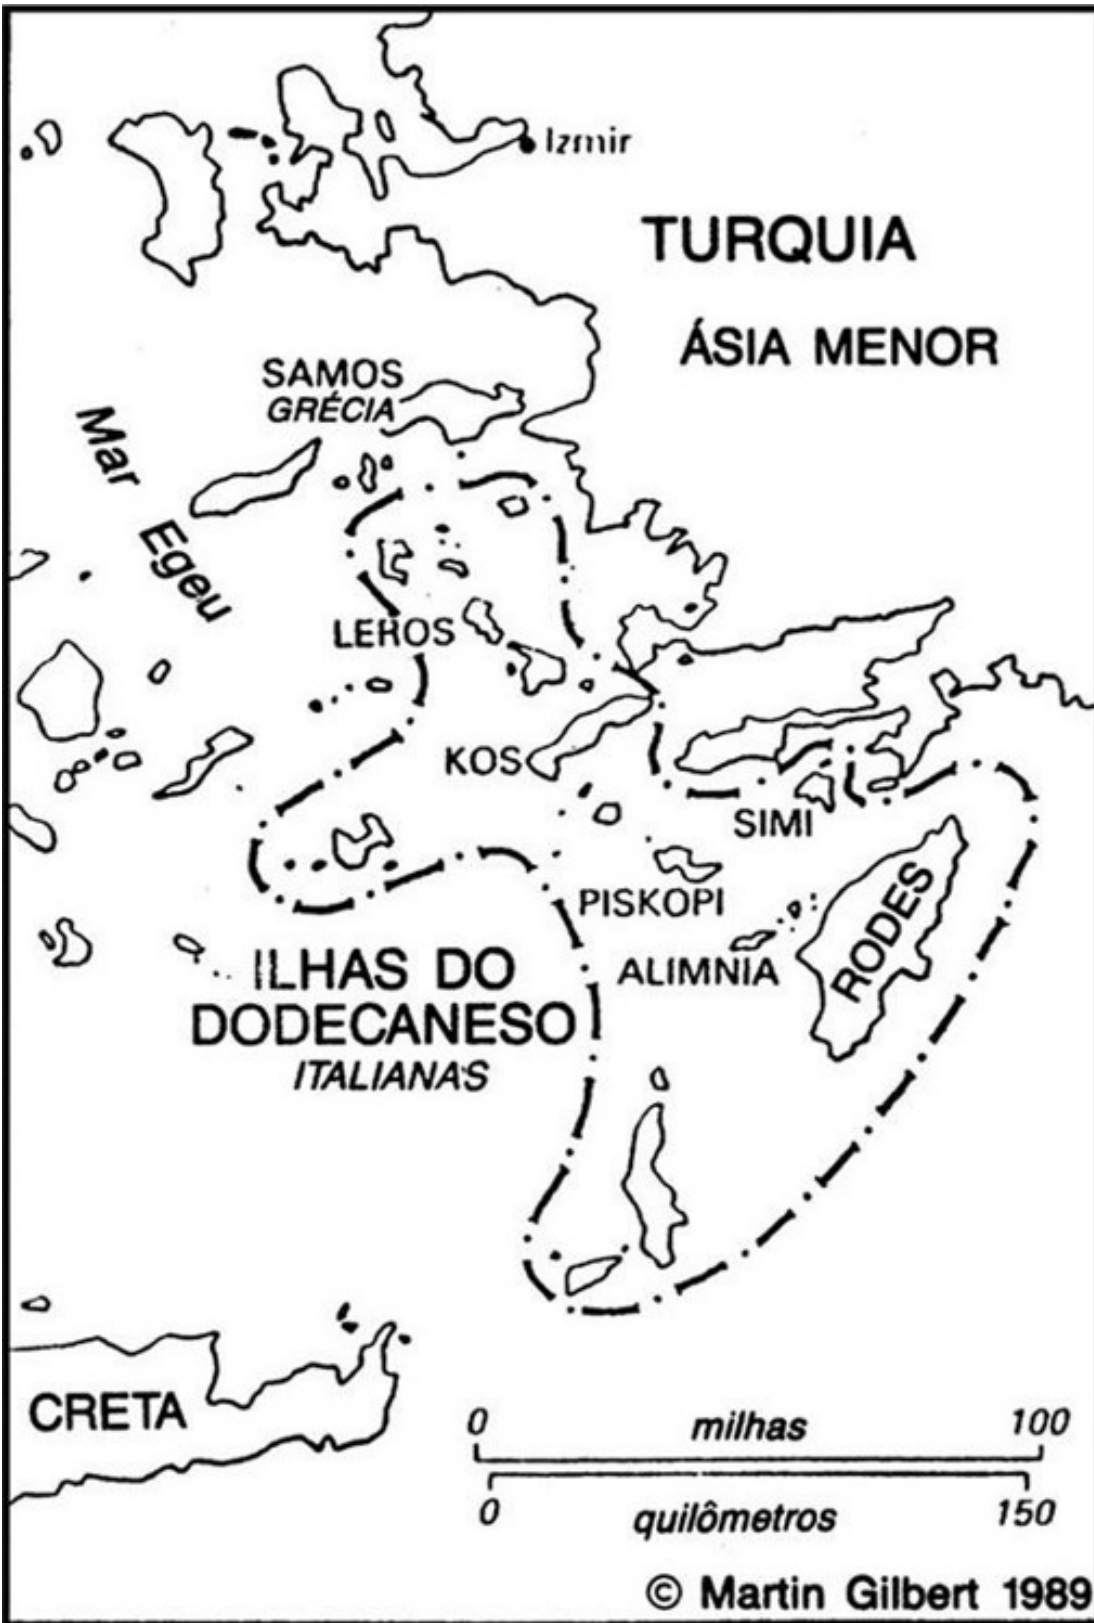 Izmir
TURQUIA
ÁSIA MENOR
SAMOS
GRÉCIA
Mar Egeu
LEROS
KOS
SIMI
PISKOPI
ALIMNIA
RODES
ILHAS DO
DODECANESO
ITALIANAS
CRETA
0 milhas 100
0 quilômetros 150
© Martin Gilbert 1989